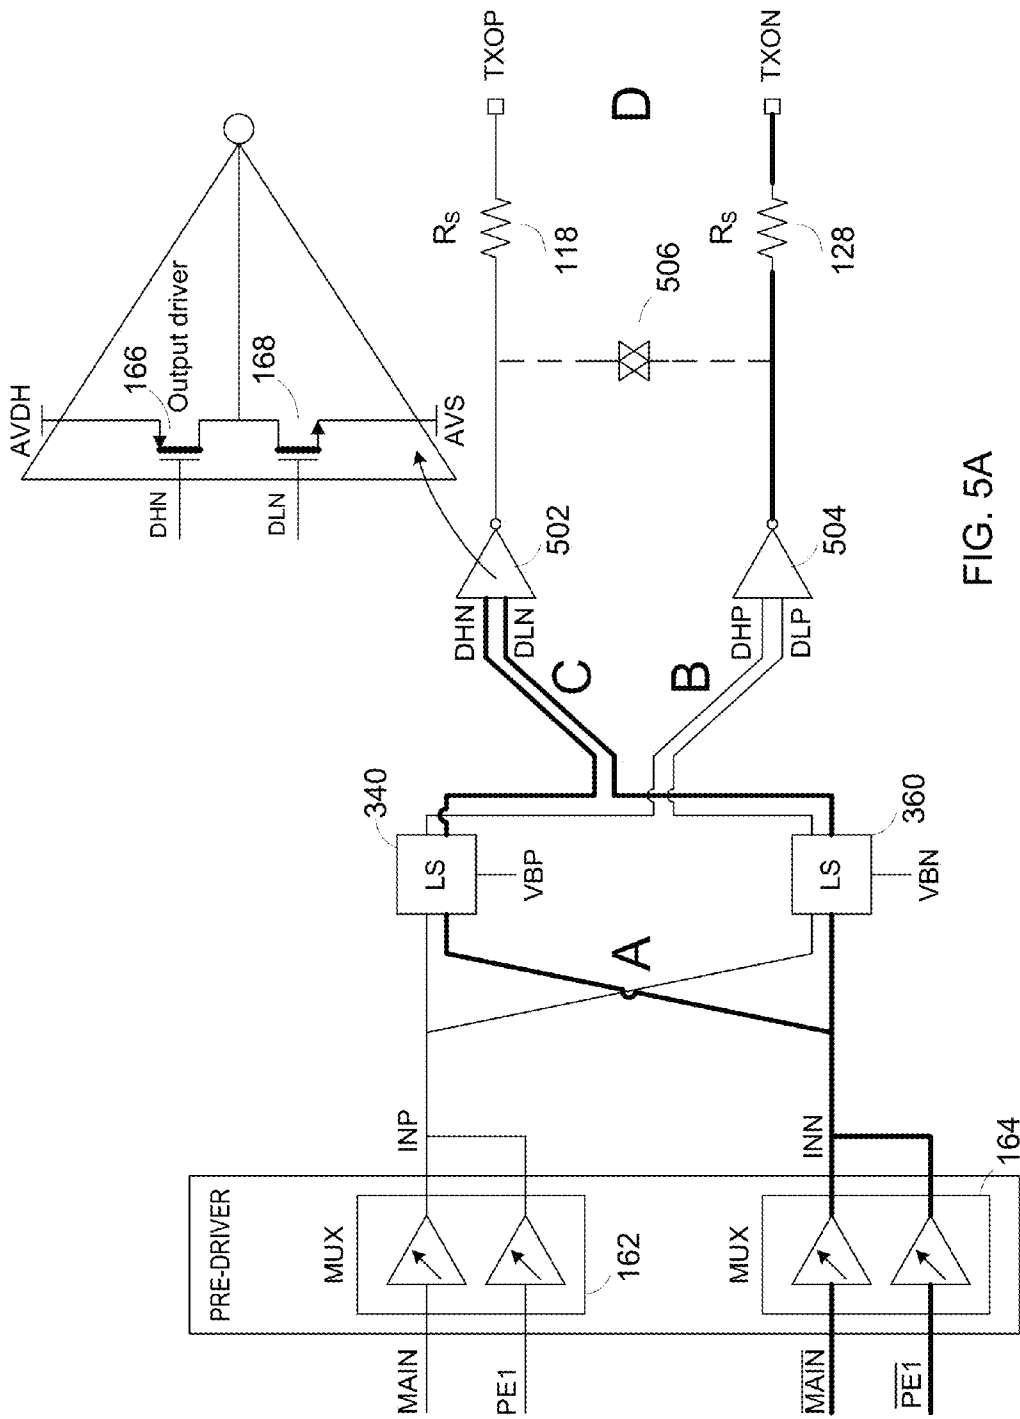 PRE-DRIVER
MAIN
PE1
MUX
162
INP
MAIN
PE1
MUX
164
INN
A
LS
340
VBP
LS
360
VBN
C
B
DHN
DLN
502
DHP
DLP
504
DHN
DLN
AVDH
166
Output driver
168
AVS
506
Rs
118
TXOP
D
Rs
128
TXON
FIG. 5A